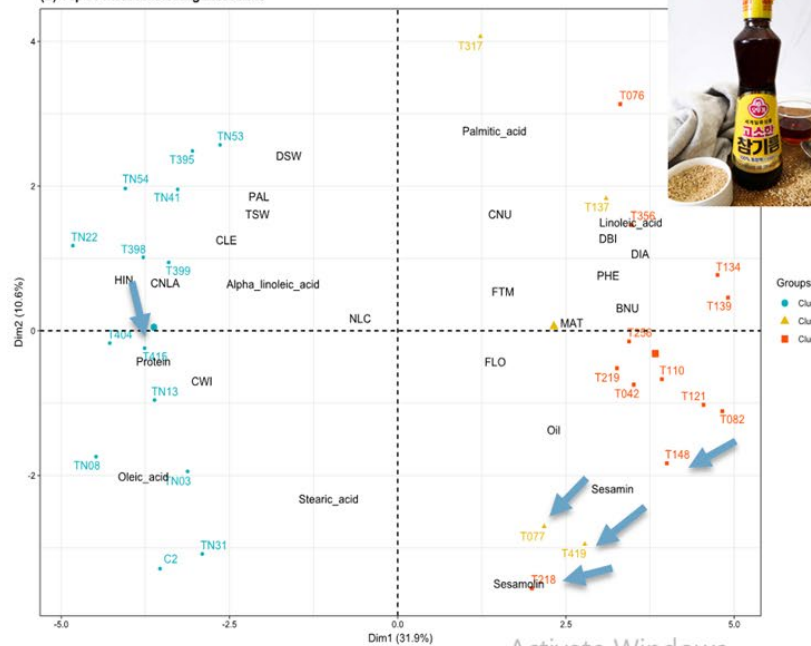 T317
T076
Palmitic_acid
TN53
T395
DSW
TN54
TN41
PAL
TSW
CNU
T137
T356
Linoleic_acid
DBI
CLE
TN22
T398
DIA
T399
T134
HIN
CNLA
Alpha_linoleic_acid
PHE
FTM
T139
NLC
BNU
MAT
T404
T256
T415
Protein
FLO
CWI
T219
T042
T110
TN13
T121
T082
Oil
TN08
Oleic_acid
TN03
T148
Stearic_acid
Sesamin
T077
TN31
T419
C2
Sesamolin
T218
4
2
0
-2
Dim2 (10.6%)
-5.0
-2.5
0.0
2.5
5.0
Dim1 (31.9%)
Groups
Clu
Clu
Clu
고소한
참기름